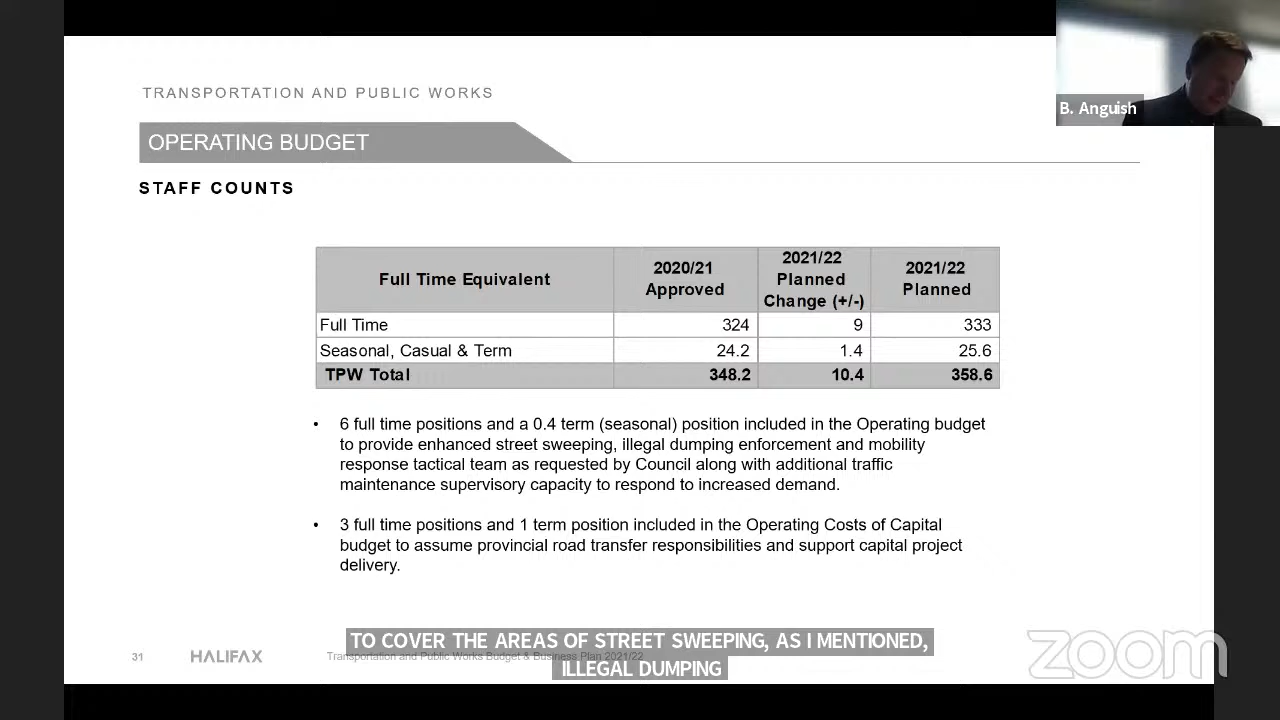 TRANSPORTATION AND PUBLIC WORKS
B. Anguish
OPERATING BUDGET
STAFF COUNTS
Full Time Equivalent
2020/21
Approved
2021/22
Planned
Change (+/-)
2021/22
Planned
Full Time 324 9 333
Seasonal, Casual & Term 24.2 1.4 25.6
TPW Total 348.2 10.4 358.6
• 6 full time positions and a 0.4 term (seasonal) position included in the Operating budget
to provide enhanced street sweeping, illegal dumping enforcement and mobility
response tactical team as requested by Council along with additional traffic
maintenance supervisory capacity to respond to increased demand.
• 3 full time positions and 1 term position included in the Operating Costs of Capital
budget to assume provincial road transfer responsibilities and support capital project
delivery.
TO COVER THE AREAS OF STREET SWEEPING, AS I MENTIONED,
ILLEGAL DUMPING
31 HALIFAX Transportation and Public Works Budget & Business Plan 2021/22
zoom